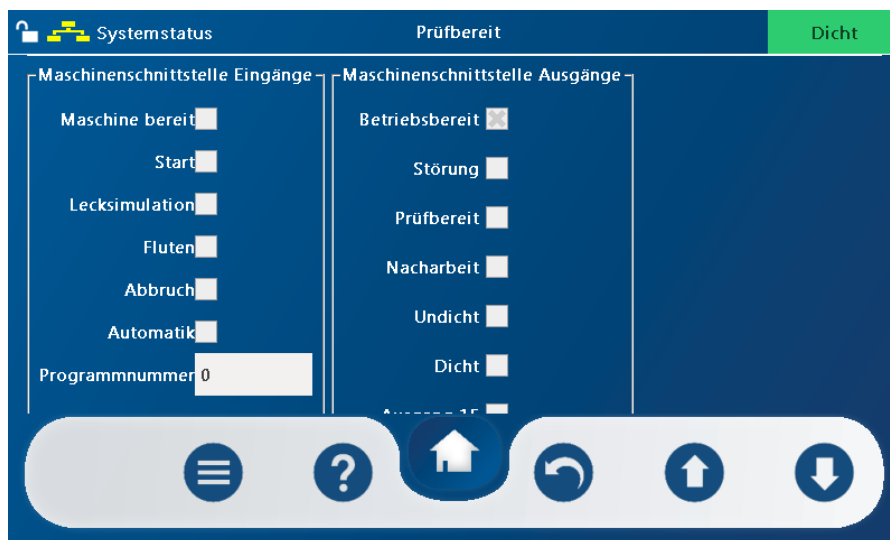 Systemstatus
Prüfbereit
Dicht
Maschinenschnittstelle Eingänge
Maschine bereit
Start
Lecksimulation
Fluten
Abbruch
Automatik
Programmnummer 0
Maschinenschnittstelle Ausgänge
Betriebsbereit
Störung
Prüfbereit
Nacharbeit
Undicht
Dicht